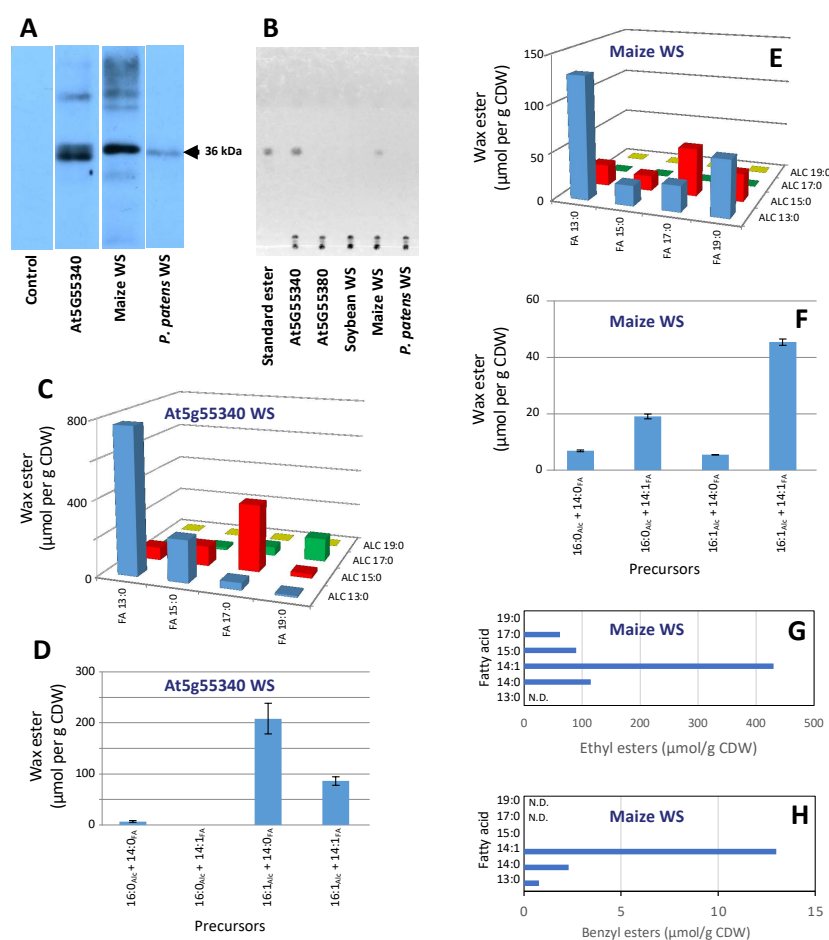 A
36 kDa
Control
At5G55340
Maize WS
P. patens WS
B
Standard ester
At5G55340
At5G55380
Soybean WS
Maize WS
P. patens WS
C
At5g55340 WS
Wax ester
(µmol per g CDW)
800
400
0
FA 13:0
FA 15:0
FA 17:0
FA 19:0
ALC 19:0
ALC 17:0
ALC 15:0
ALC 13:0
D
At5g55340 WS
Wax ester
(µmol per g CDW)
300
200
100
0
16:0Alc + 14:0FA
16:0Alc + 14:1FA
16:1Alc + 14:0FA
16:1Alc + 14:1FA
Precursors
E
Maize WS
Wax ester
(µmol per g CDW)
150
100
50
0
FA 13:0
FA 15:0
FA 17:0
FA 19:0
ALC 19:0
ALC 17:0
ALC 15:0
ALC 13:0
F
Maize WS
Wax ester
(µmol per g CDW)
60
40
20
0
16:0Alc + 14:0FA
16:0Alc + 14:1FA
16:1Alc + 14:0FA
16:1Alc + 14:1FA
Precursors
G
Maize WS
Fatty acid
19:0
17:0
15:0
14:1
14:0
13:0 N.D.
0 100 200 300 400 500
Ethyl esters (µmol/g CDW)
H
Maize WS
Fatty acid
19:0 N.D.
17:0 N.D.
15:0
14:1
14:0
13:0
0 5 10 15
Benzyl esters (µmol/g CDW)